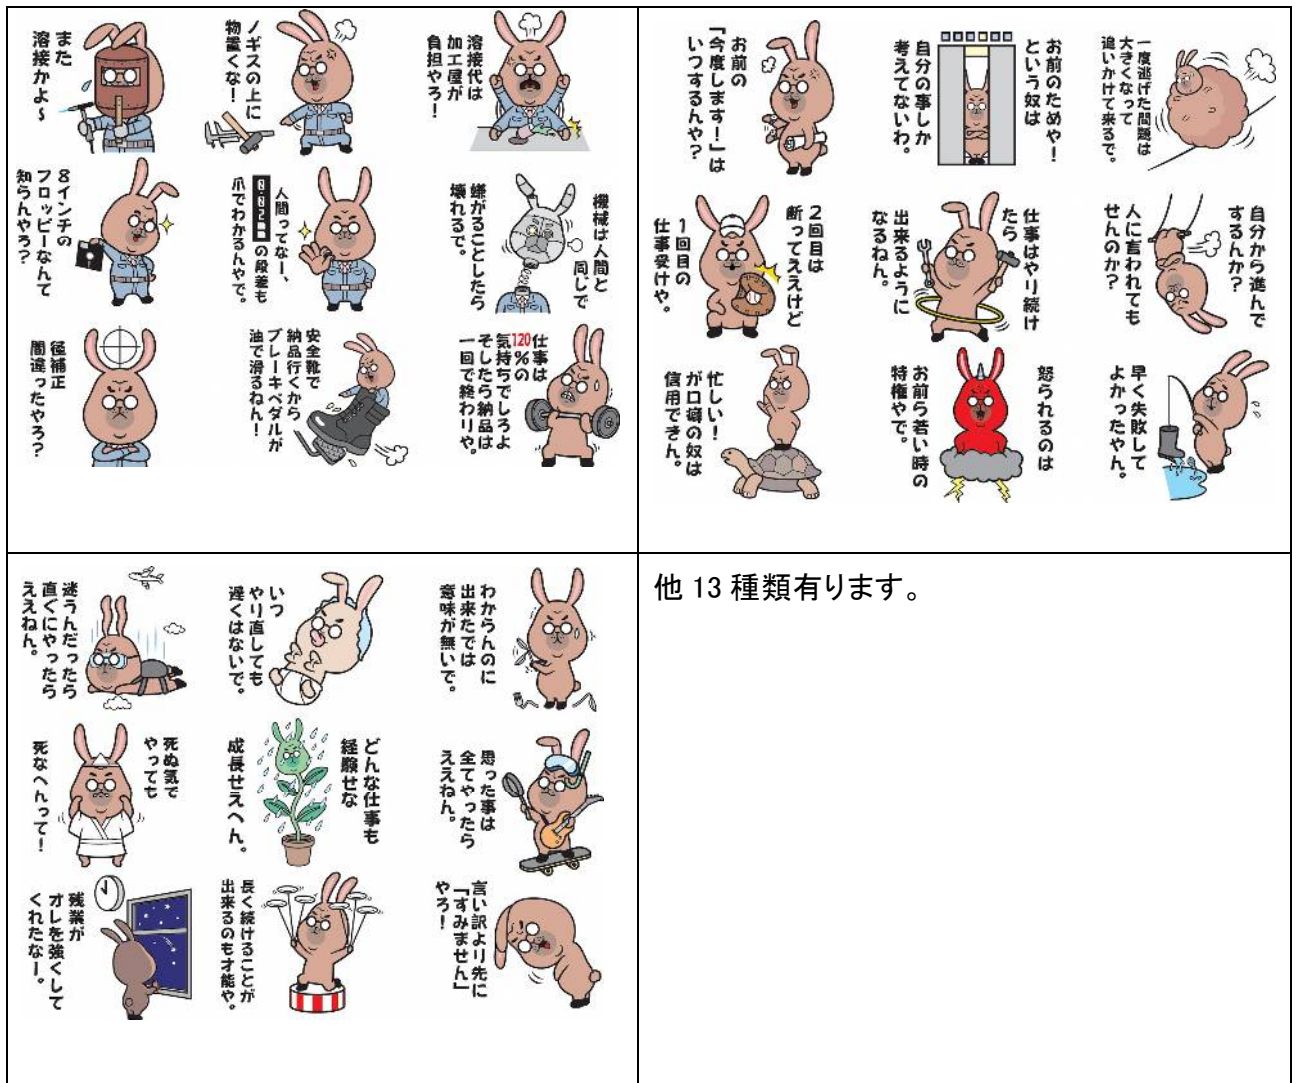 また
溶接かよ〜
ノギスの上に
物置くな！
溶接代は
加工屋が
負担やろ！
8インチの
フロッピーなんて
知らんやろ？
人間ってなー、
0.02mmの段差も
爪でわかるんやで。
機械は人間と
同じで
嫌がることしたら
壊れるで。
径補正
間違ったやろ？
安全靴で
納品行くから
ブレーキペダルが
油で滑るねん！
仕事は
120%の
気持ちでしろよ
そしたら納品は
一回で終わりや。
お前の
「今度します！」は
いつするんや？
お前のためや！
という奴は
自分の事しか
考えてないわ。
一度逃げた問題は
大きくなって
追いかけて来るで。
2回目は
断ってええけど
1回目の
仕事受けや。
仕事はやり続け
たら
出来るように
なるねん。
自分から進んで
するんか？
人に言われても
せんのか？
忙しい！
が口癖の奴は
信用できん。
怒られるのは
お前ら若い時の
特権やで。
早く失敗して
よかったやん。
迷うんだったら
直ぐにやったら
ええねん。
いつ
やり直しても
遅くはないで。
わからんのに
出来たでは
意味が無いで。
死ぬ気で
やっても
死なへんって！
どんな仕事も
経験せな
成長せえへん。
思った事は
全てやったら
ええねん。
残業が
オレを強くして
くれたなー。
長く続けることが
出来るのも才能や。
言い訳より先に
「すみません」
やろ！
他 13 種類有ります。